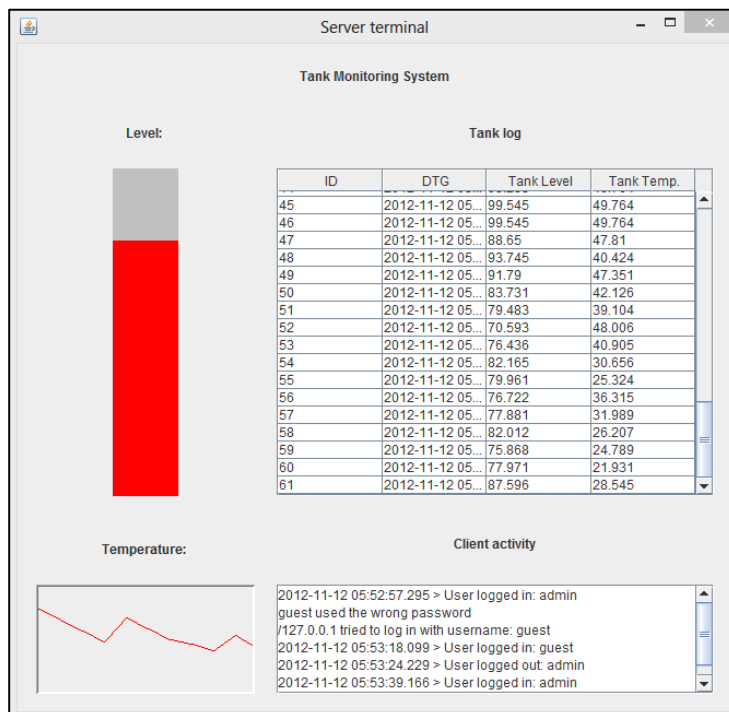 Server terminal
Tank Monitoring System
Level:
Tank log
ID DTG Tank Level Tank Temp.
45 2012-11-12 05... 99.545 49.764
46 2012-11-12 05... 99.545 49.764
47 2012-11-12 05... 88.65 47.81
48 2012-11-12 05... 93.745 40.424
49 2012-11-12 05... 91.79 47.351
50 2012-11-12 05... 83.731 42.126
51 2012-11-12 05... 79.483 39.104
52 2012-11-12 05... 70.593 48.006
53 2012-11-12 05... 76.436 40.905
54 2012-11-12 05... 82.165 30.656
55 2012-11-12 05... 79.961 25.324
56 2012-11-12 05... 76.722 36.315
57 2012-11-12 05... 77.881 31.989
58 2012-11-12 05... 82.012 26.207
59 2012-11-12 05... 75.868 24.789
60 2012-11-12 05... 77.971 21.931
61 2012-11-12 05... 87.596 28.545
Temperature:
Client activity
2012-11-12 05:52:57.295 > User logged in: admin
guest used the wrong password
/127.0.0.1 tried to log in with username: guest
2012-11-12 05:53:18.099 > User logged in: guest
2012-11-12 05:53:24.229 > User logged out: admin
2012-11-12 05:53:39.166 > User logged in: admin